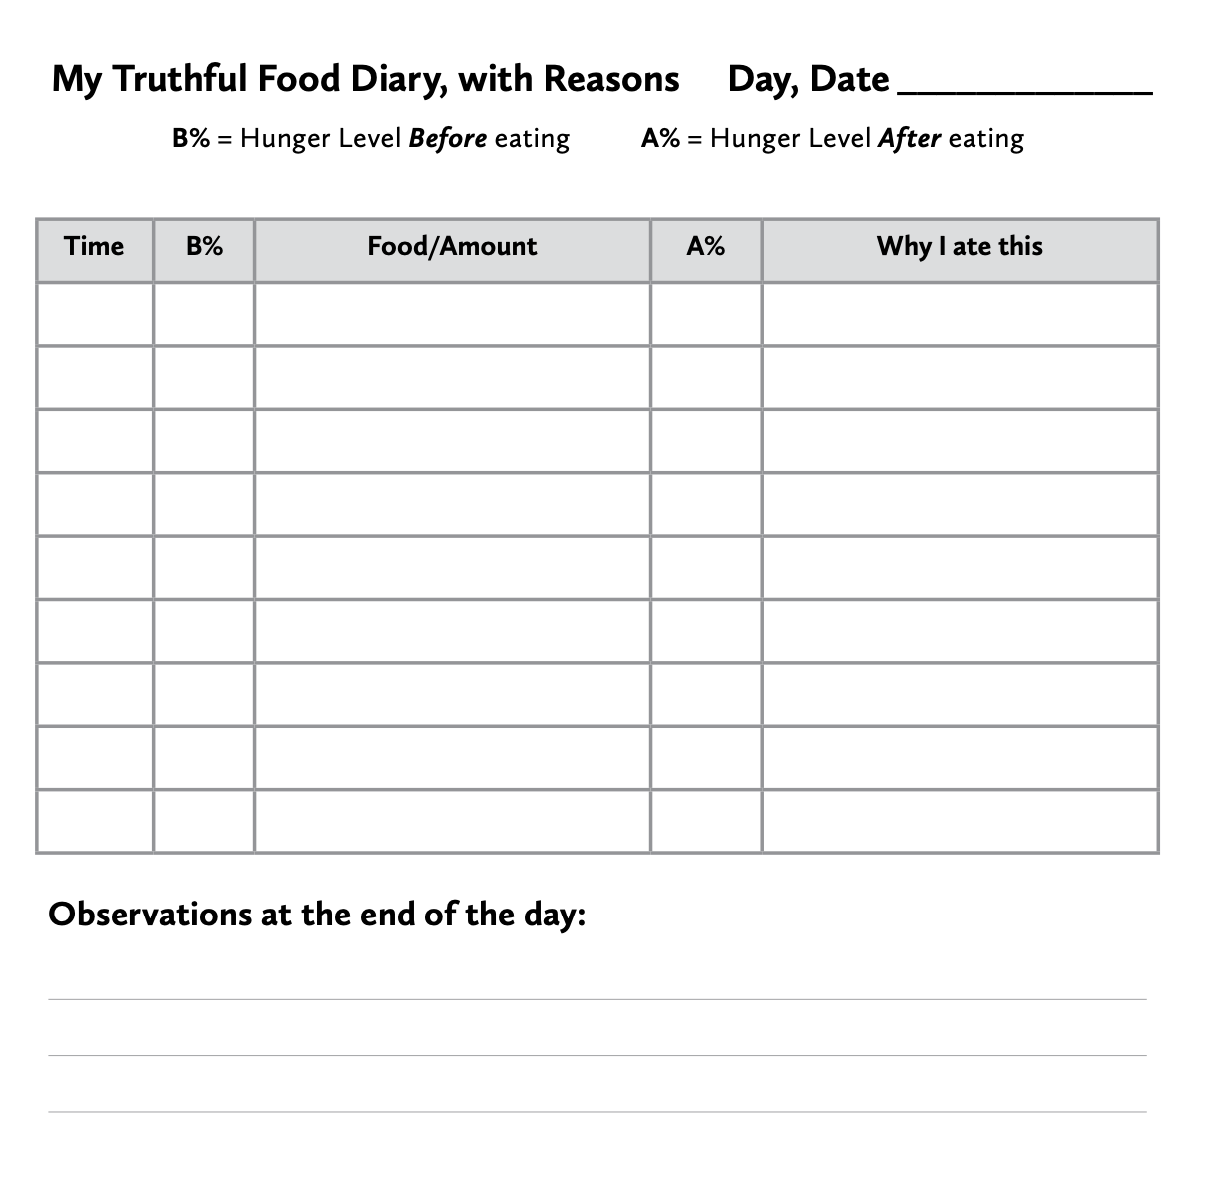 My Truthful Food Diary, with Reasons Day, Date _____________
B% = Hunger Level Before eating A% = Hunger Level After eating
Time B% Food/Amount A% Why I ate this
Observations at the end of the day: